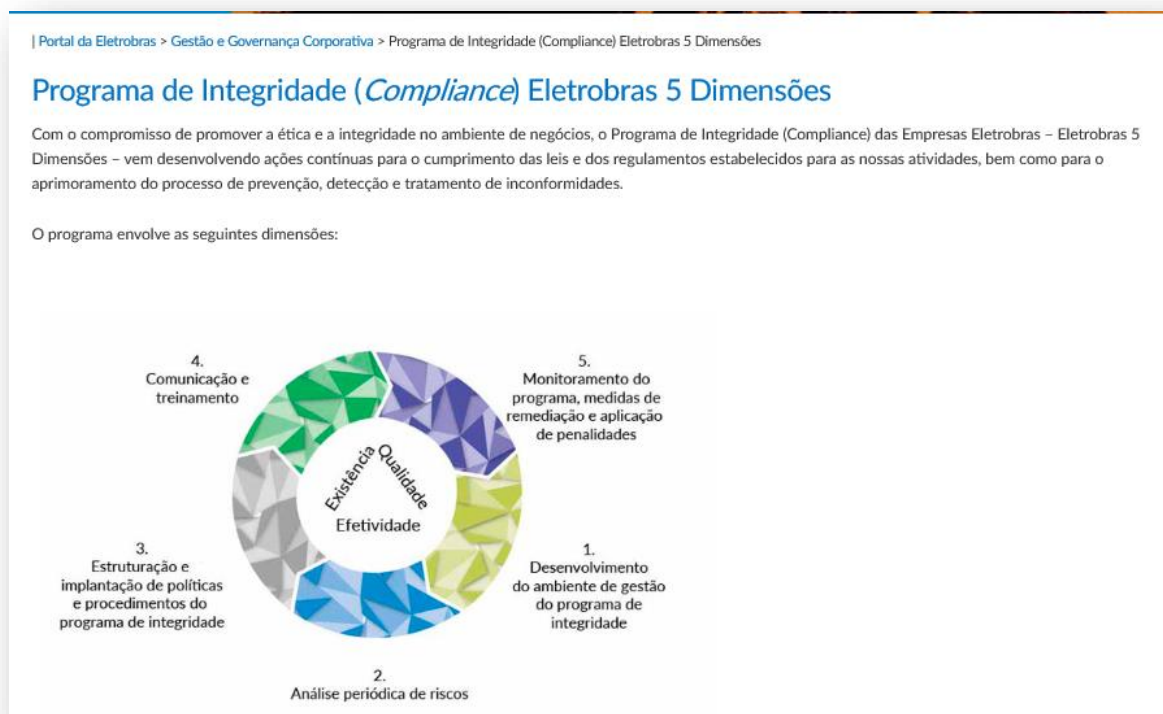 | Portal da Eletrobras > Gestão e Governança Corporativa > Programa de Integridade (Compliance) Eletrobras 5 Dimensões
Programa de Integridade (Compliance) Eletrobras 5 Dimensões
Com o compromisso de promover a ética e a integridade no ambiente de negócios, o Programa de Integridade (Compliance) das Empresas Eletrobras – Eletrobras 5
Dimensões – vem desenvolvendo ações contínuas para o cumprimento das leis e dos regulamentos estabelecidos para as nossas atividades, bem como para o
aprimoramento do processo de prevenção, detecção e tratamento de inconformidades.
O programa envolve as seguintes dimensões:
4.
Comunicação e
treinamento
5.
Monitoramento do
programa, medidas de
remediação e aplicação
de penalidades
Existência
Qualidade
Efetividade
3.
Estruturação e
implantação de políticas
e procedimentos do
programa de integridade
1.
Desenvolvimento
do ambiente de gestão
do programa de
integridade
2.
Análise periódica de riscos